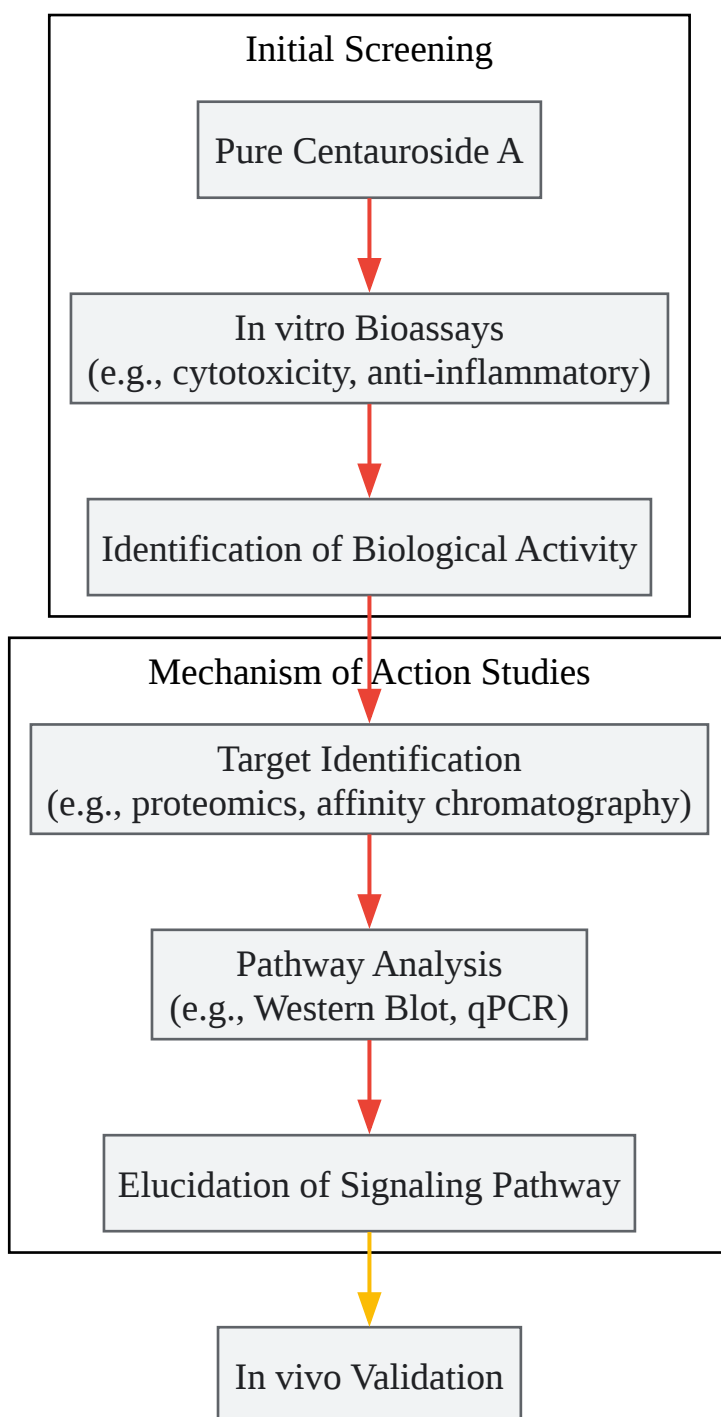 Initial Screening
Pure Centauroside A
In vitro Bioassays
(e.g., cytotoxicity, anti-inflammatory)
Identification of Biological Activity
Mechanism of Action Studies
Target Identification
(e.g., proteomics, affinity chromatography)
Pathway Analysis
(e.g., Western Blot, qPCR)
Elucidation of Signaling Pathway
In vivo Validation